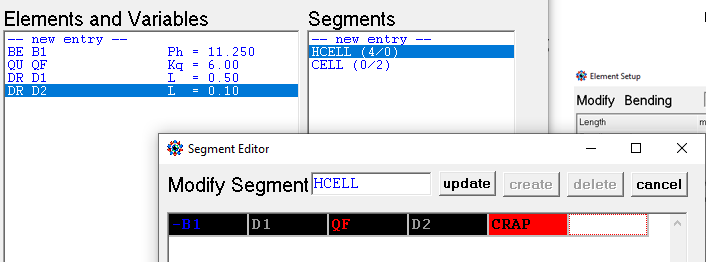 Elements and Variables
-- new entry --
BE B1 Ph = 11.250
QU QF Kq = 6.00
DR D1 L = 0.50
DR D2 L = 0.10
Segments
-- new entry --
HCELL (4/0)
CELL (0/2)
Element Setup
Modify Bending
Length m
Segment Editor
Modify Segment HCELL update create delete cancel
-B1 D1 QF D2 CRAP